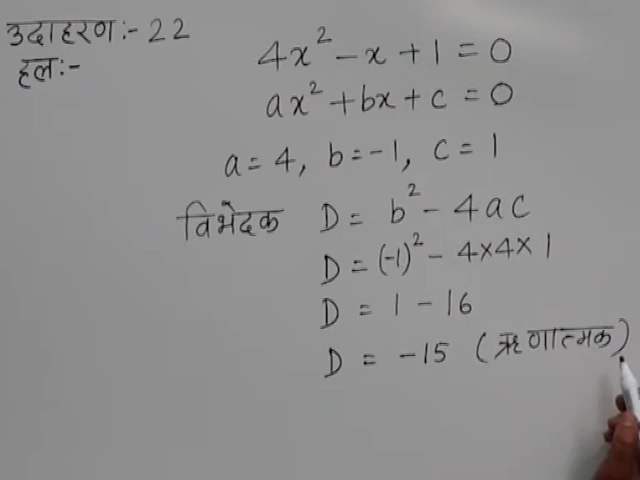 उदाहरण:- 22
हल:-
4x² - x + 1 = 0
ax² + bx + c = 0
a = 4, b = -1, c = 1
विभेदक D = b² - 4ac
D = (-1)² - 4×4×1
D = 1 - 16
D = -15 (ऋणात्मक)